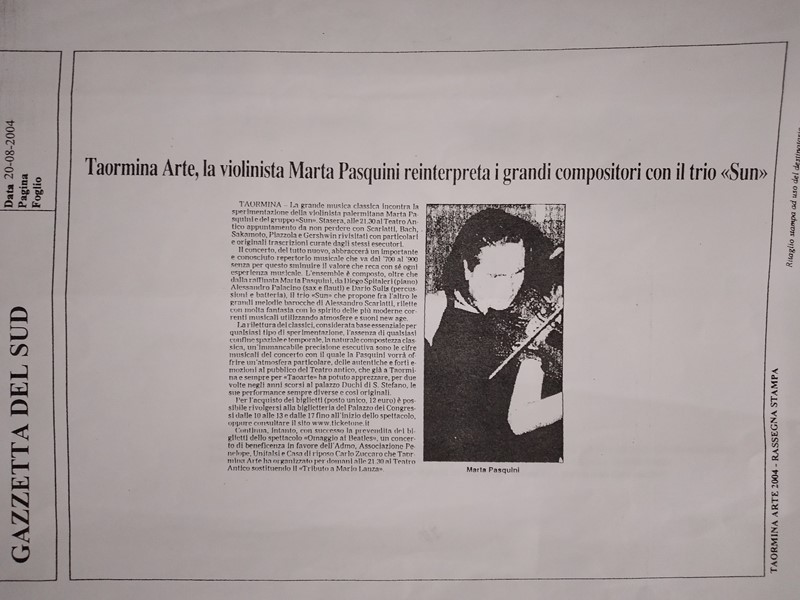 GAZZETTA DEL SUD
Data 20-08-2004
Pagina
Foglio
Taormina Arte, la violinista Marta Pasquini reinterpreta i grandi compositori con il trio «Sun»
TAORMINA – La grande musica classica incontra la
sperimentazione della violinista palermitana Marta Pa-
squini e del gruppo «Sun». Stasera, alle 21.30 al Teatro An-
tico appuntamento da non perdere con Scarlatti, Bach,
Sakamoto, Piazzola e Gershwin rivisitati con particolari
e originali trascrizioni curate dagli stessi esecutori.
Il concerto, del tutto nuovo, abbraccerà un importante
e conosciuto repertorio musicale che va dal '700 al '900
senza per questo sminuire il valore che reca con sé ogni
esperienza musicale. L'ensemble è composto, oltre che
dalla raffinata Marta Pasquini, da Diego Spitaleri (piano)
Alessandro Palacino (sax e flauti) e Dario Sulis (percus-
sioni e batteria), il trio «Sun» che propone fra l'altro le
grandi melodie barocche di Alessandro Scarlatti, rilette
con molta fantasia con lo spirito delle più moderne cor-
renti musicali utilizzando atmosfere e suoni new age.
La rilettura dei classici, considerata base essenziale per
qualsiasi tipo di sperimentazione, l'assenza di qualsiasi
confine spaziale e temporale, la naturale compostezza clas-
sica, un'immancabile precisione esecutiva sono le cifre
musicali del concerto con il quale la Pasquini vorrà of-
frire un'atmosfera particolare, delle autentiche e forti e-
mozioni al pubblico del Teatro antico, che già a Taormi-
na e sempre per «Taoarte» ha potuto apprezzare, per due
volte negli anni scorsi al palazzo Duchi di S. Stefano, le
sue performance sempre diverse e così originali.
Per l'acquisto dei biglietti (posto unico, 12 euro) è pos-
sibile rivolgersi alla biglietteria del Palazzo dei Congres-
si dalle 10 alle 13 e dalle 17 fino all'inizio dello spettacolo,
oppure consultare il sito www.ticketone.it
Continua, intanto, con successo la prevendita dei bi-
glietti dello spettacolo «Omaggio ai Beatles», un concer-
to di beneficenza in favore dell'Admo, Associazione Pe-
nelope, Unitalsi e Casa di riposo Carlo Zuccaro che Taor-
mina Arte ha organizzato per domani alle 21.30 al Teatro
Antico sostituendo il «Tributo a Mario Lanza».
Marta Pasquini
TAORMINA ARTE 2004 - RASSEGNA STAMPA
Ritaglio stampa ad uso del destinatario